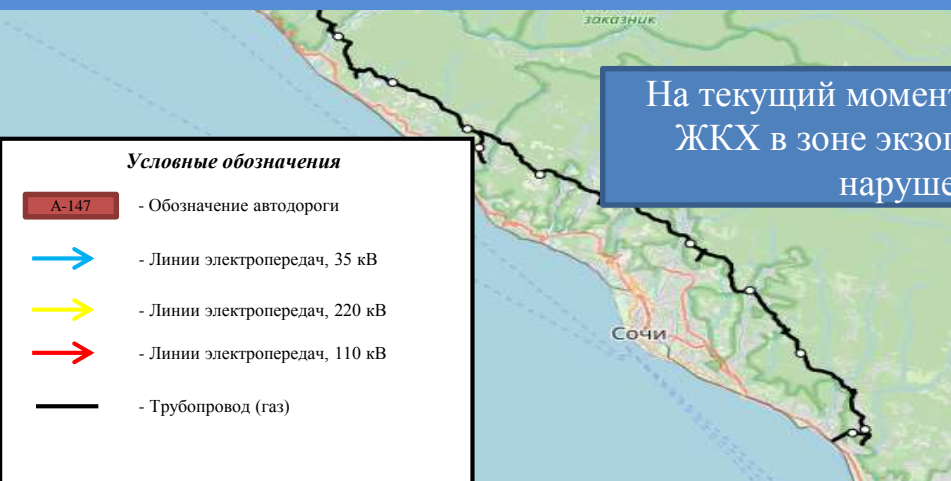 заказник
На текущий момент
ЖКХ в зоне экзог
наруше
Условные обозначения
А-147 - Обозначение автодороги
- Линии электропередач, 35 кВ
- Линии электропередач, 220 кВ
- Линии электропередач, 110 кВ
- Трубопровод (газ)
Сочи